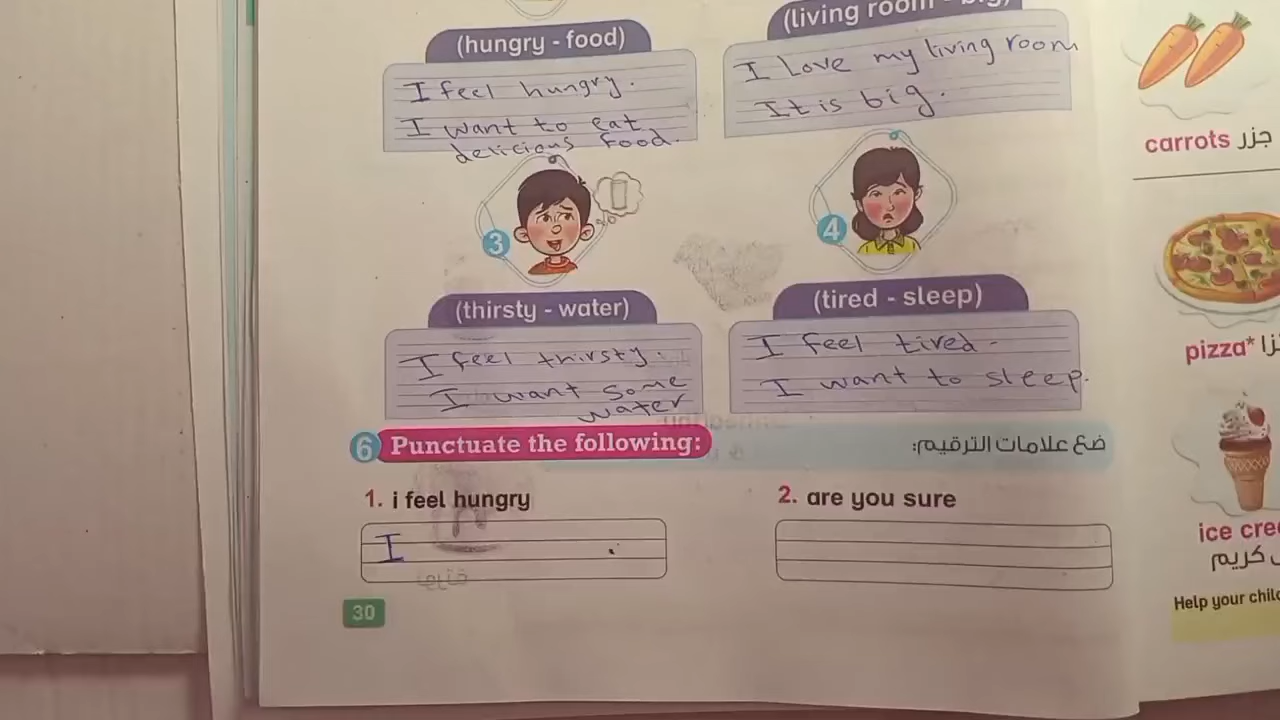 (hungry - food)
I feel hungry.
I want to eat
delicious food.
(living room - big)
I Love my living room
It is big.
3
4
(thirsty - water)
I feel thirsty.
I want some
water
(tired - sleep)
I feel tired.
I want to sleep.
6 Punctuate the following:
ضع علامات الترقيم:
1. i feel hungry
I .
2. are you sure
30
carrots جزر
pizza*
ice cre
كريم
Help your chil